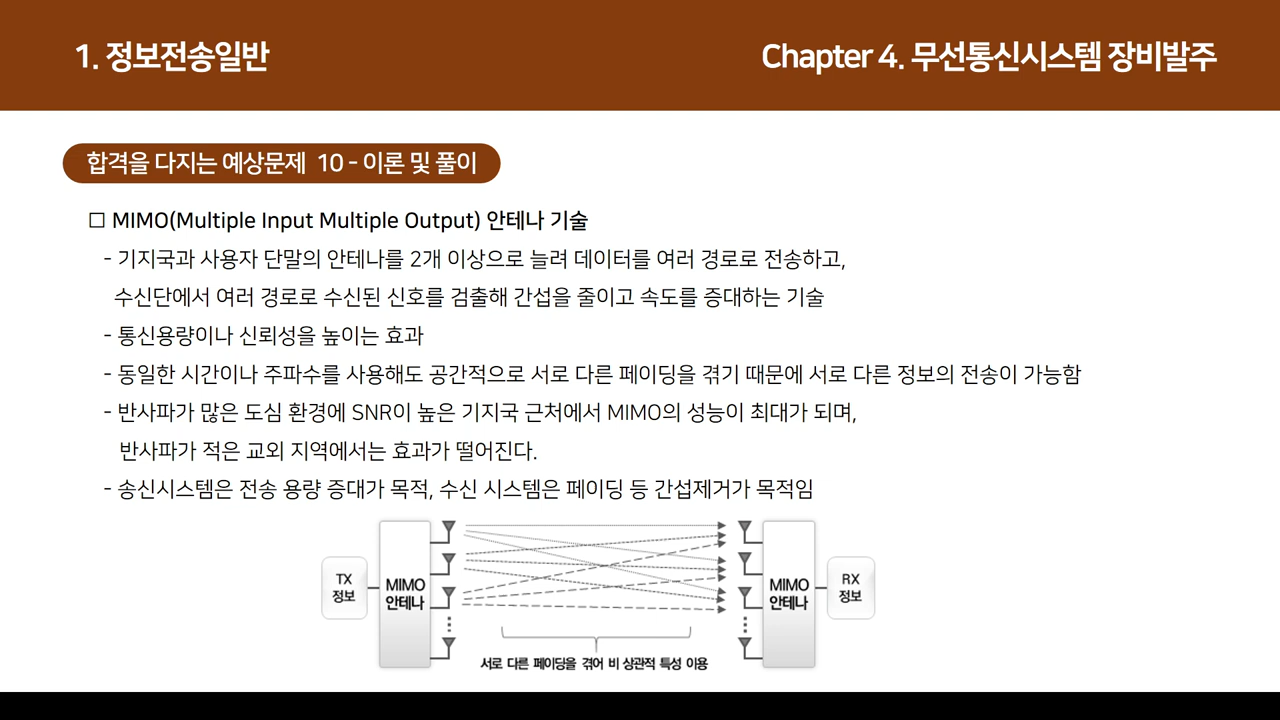 1. 정보전송일반
Chapter 4. 무선통신시스템 장비발주
합격을 다지는 예상문제 10 - 이론 및 풀이
□ MIMO(Multiple Input Multiple Output) 안테나 기술
- 기지국과 사용자 단말의 안테나를 2개 이상으로 늘려 데이터를 여러 경로로 전송하고,
수신단에서 여러 경로로 수신된 신호를 검출해 간섭을 줄이고 속도를 증대하는 기술
- 통신용량이나 신뢰성을 높이는 효과
- 동일한 시간이나 주파수를 사용해도 공간적으로 서로 다른 페이딩을 겪기 때문에 서로 다른 정보의 전송이 가능함
- 반사파가 많은 도심 환경에 SNR이 높은 기지국 근처에서 MIMO의 성능이 최대가 되며,
반사파가 적은 교외 지역에서는 효과가 떨어진다.
- 송신시스템은 전송 용량 증대가 목적, 수신 시스템은 페이딩 등 간섭제거가 목적임
TX
정보
MIMO
안테나
MIMO
안테나
RX
정보
서로 다른 페이딩을 겪어 비 상관적 특성 이용